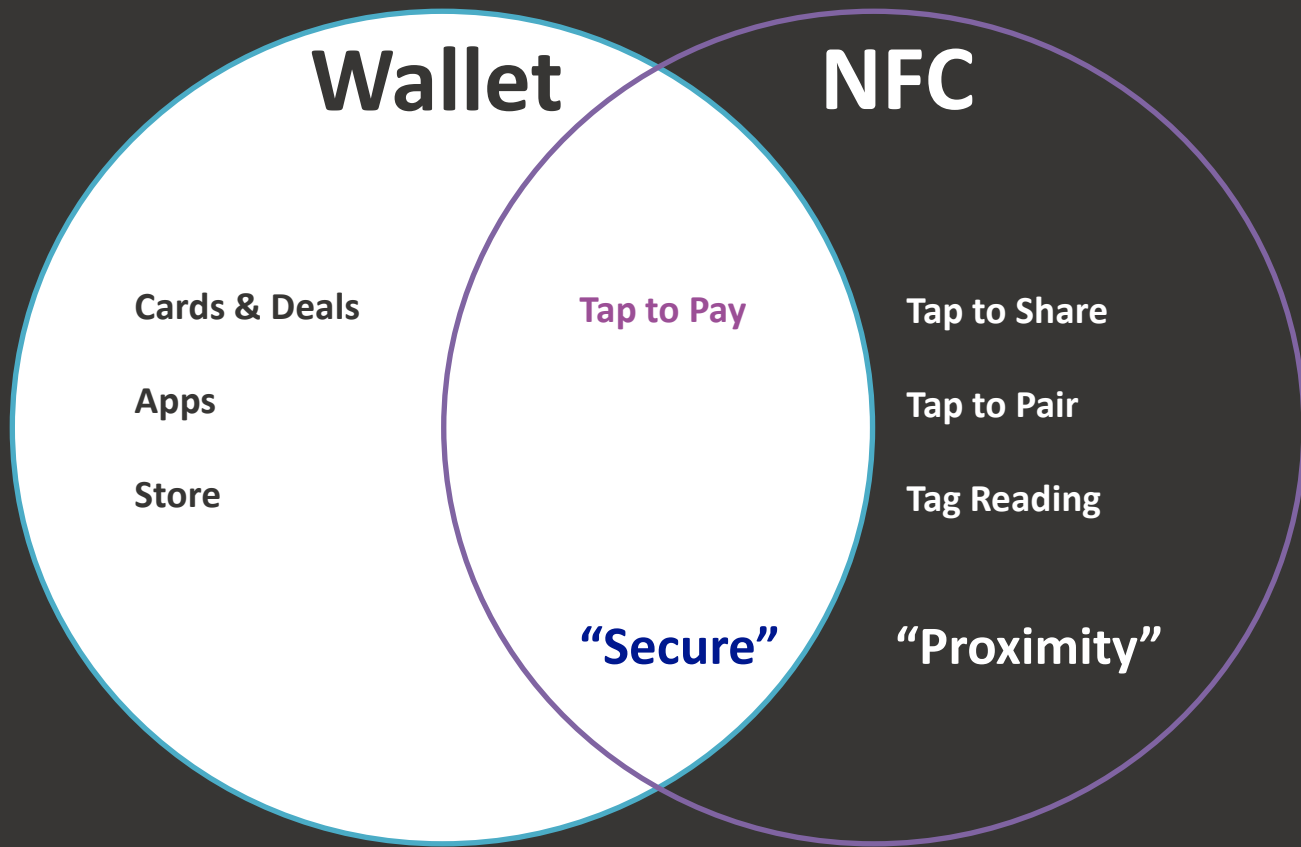 Wallet
NFC
Cards & Deals
Tap to Pay
Tap to Share
Apps
Tap to Pair
Store
Tag Reading
“Secure”
“Proximity”